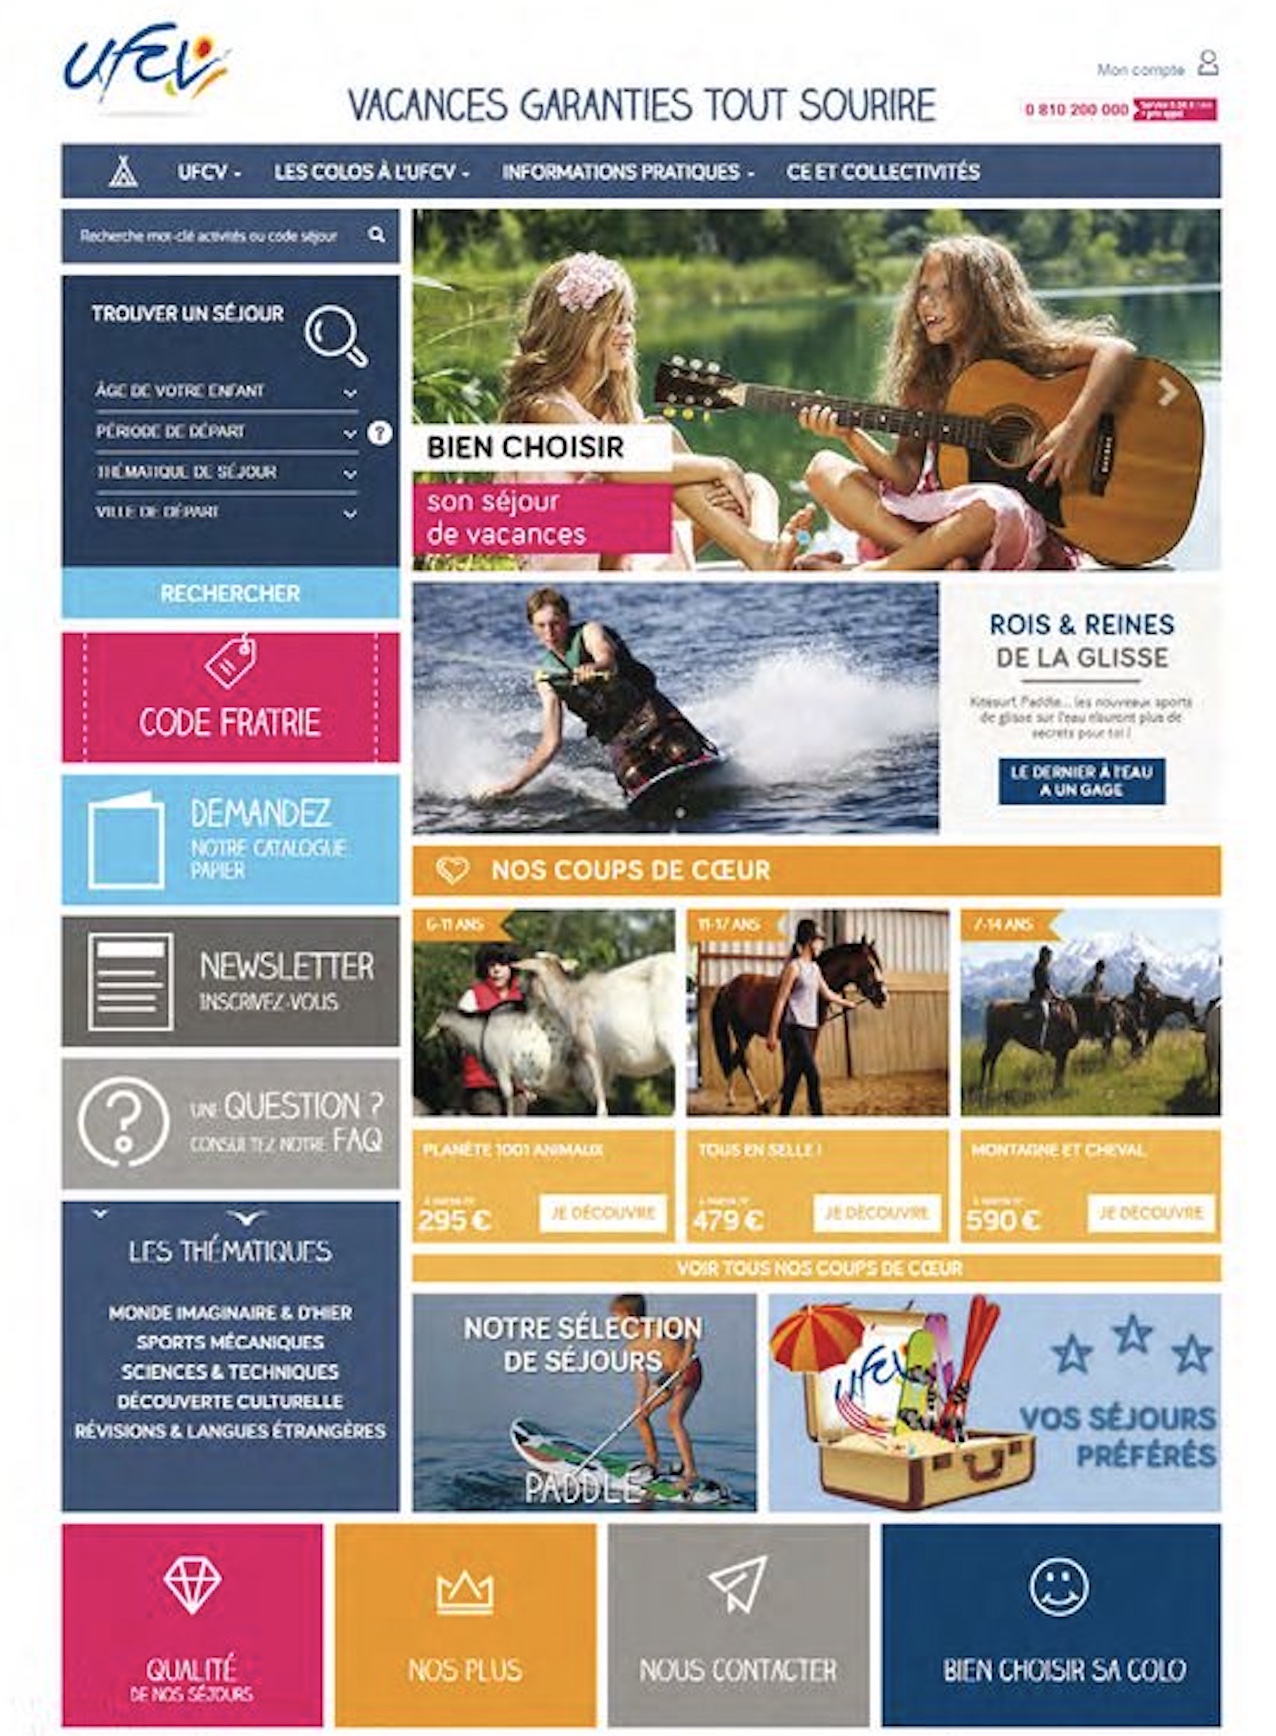 ufcv
VACANCES GARANTIES TOUT SOURIRE
Mon compte
0 810 200 000
UFCV
LES COLOS À L'UFCV
INFORMATIONS PRATIQUES
CE ET COLLECTIVITÉS
Recherche mot-clé activités ou code séjour
TROUVER UN SÉJOUR
ÂGE DE VOTRE ENFANT
PÉRIODE DE DÉPART
?
THÉMATIQUE DE SÉJOUR
VILLE DE DÉPART
RECHERCHER
BIEN CHOISIR
son séjour
de vacances
CODE FRATRIE
DEMANDEZ
NOTRE CATALOGUE
PAPIER
NEWSLETTER
INSCRIVEZ-VOUS
UNE QUESTION ?
CONSULTEZ NOTRE FAQ
LES THÉMATIQUES
MONDE IMAGINAIRE & D'HIER
SPORTS MÉCANIQUES
SCIENCES & TECHNIQUES
DÉCOUVERTE CULTURELLE
RÉVISIONS & LANGUES ÉTRANGÈRES
ROIS & REINES
DE LA GLISSE
Kitesurf, Paddle... les nouveaux sports
de glisse sur l'eau n'auront plus de
secrets pour toi !
LE DERNIER À L'EAU
A UN GAGE
NOS COUPS DE CŒUR
6-11 ANS
11-17 ANS
7-14 ANS
PLANÈTE 1001 ANIMAUX
295 €
JE DÉCOUVRE
TOUS EN SELLE !
479 €
JE DÉCOUVRE
MONTAGNE ET CHEVAL
590 €
JE DÉCOUVRE
VOIR TOUS NOS COUPS DE CŒUR
NOTRE SÉLECTION
DE SÉJOURS
PADDLE
ufcv
VOS SÉJOURS
PRÉFÉRÉS
QUALITÉ
DE NOS SÉJOURS
NOS PLUS
NOUS CONTACTER
BIEN CHOISIR SA COLO